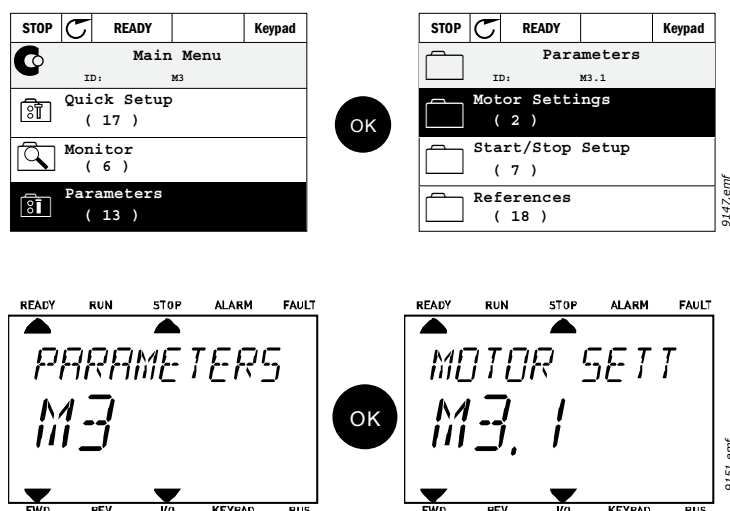 STOP READY Keypad
Main Menu
ID: M3
Quick Setup
( 17 )
Monitor
( 6 )
Parameters
( 13 )
OK
STOP READY Keypad
Parameters
ID: M3.1
Motor Settings
( 2 )
Start/Stop Setup
( 7 )
References
( 18 )
9147.emf
READY RUN STOP ALARM FAULT
PARAMETERS
M3
FWD REV I/O KEYPAD BUS
OK
READY RUN STOP ALARM FAULT
MOTOR SETT
M3.1
FWD REV I/O KEYPAD BUS
9151.emf